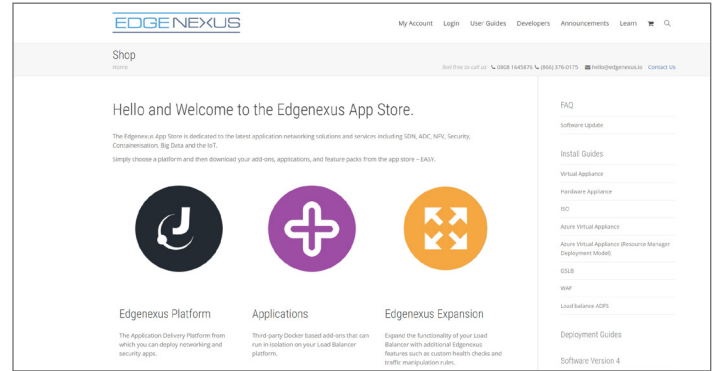 EDGENEXUS
My Account Login User Guides Developers Announcements Learn
Shop
Home
feel free to call us 0808 1645876 (866) 376-0175 hello@edgenexus.io Contact Us
Hello and Welcome to the Edgenexus App Store.
The Edgenexus App Store is dedicated to the latest application networking solutions and services including SDN, ADC, NFV, Security,
Containerisation, Big Data and the IoT.
Simply choose a platform and then download your add-ons, applications, and feature packs from the app store – EASY.
Edgenexus Platform
The Application Delivery Platform from
which you can deploy networking and
security apps.
Applications
Third-party Docker based add-ons that can
run in isolation on your Load Balancer
platform.
Edgenexus Expansion
Expand the functionality of your Load
Balancer with additional Edgenexus
features such as custom health checks and
traffic manipulation rules.
FAQ
Software Update
Install Guides
Virtual Appliance
Hardware Appliance
ISO
Azure Virtual Appliance
Azure Virtual Appliance (Resource Manager
Deployment Model)
GSLB
WAF
Load balance ADFS
Deployment Guides
Software Version 4